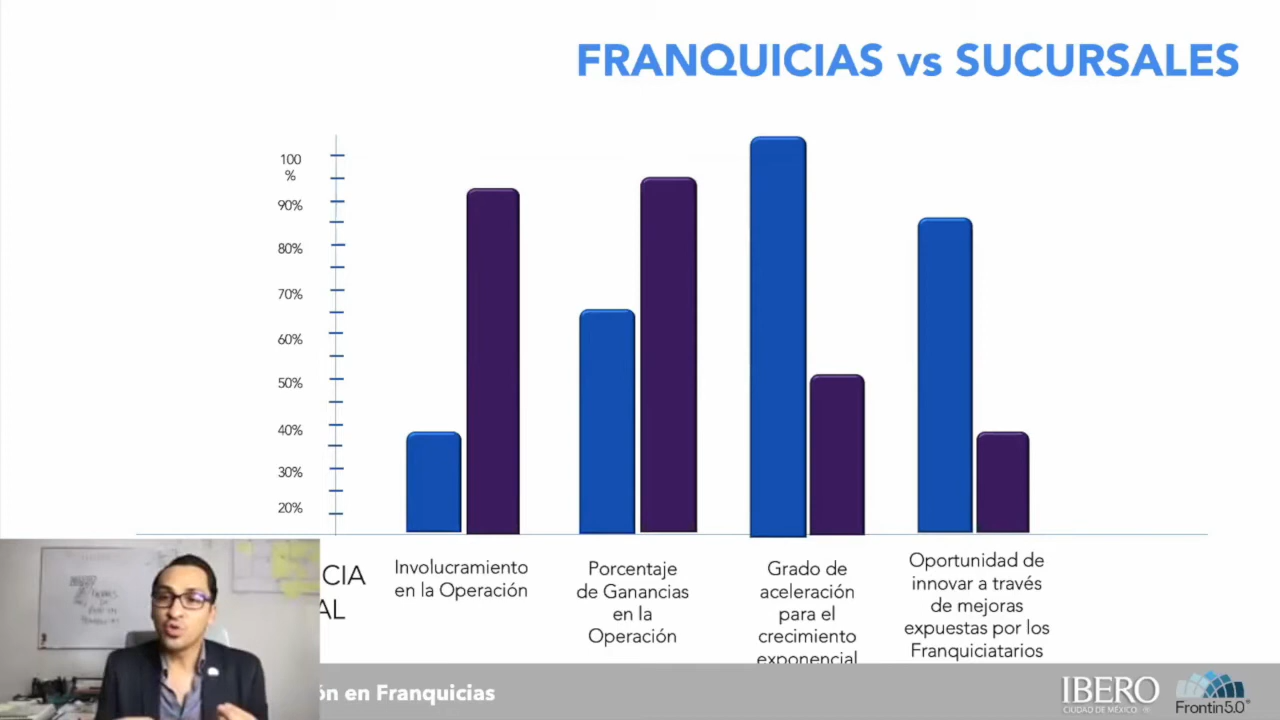 FRANQUICIAS vs SUCURSALES
100
%
90%
80%
70%
60%
50%
40%
30%
20%
CIA
AL
Involucramiento
en la Operación
Porcentaje
de Ganancias
en la
Operación
Grado de
aceleración
para el
crecimiento
exponencial
Oportunidad de
innovar a través
de mejoras
expuestas por los
Franquiciatarios
ón en Franquicias
IBERO
CIUDAD DE MÉXICO
Frontin5.0